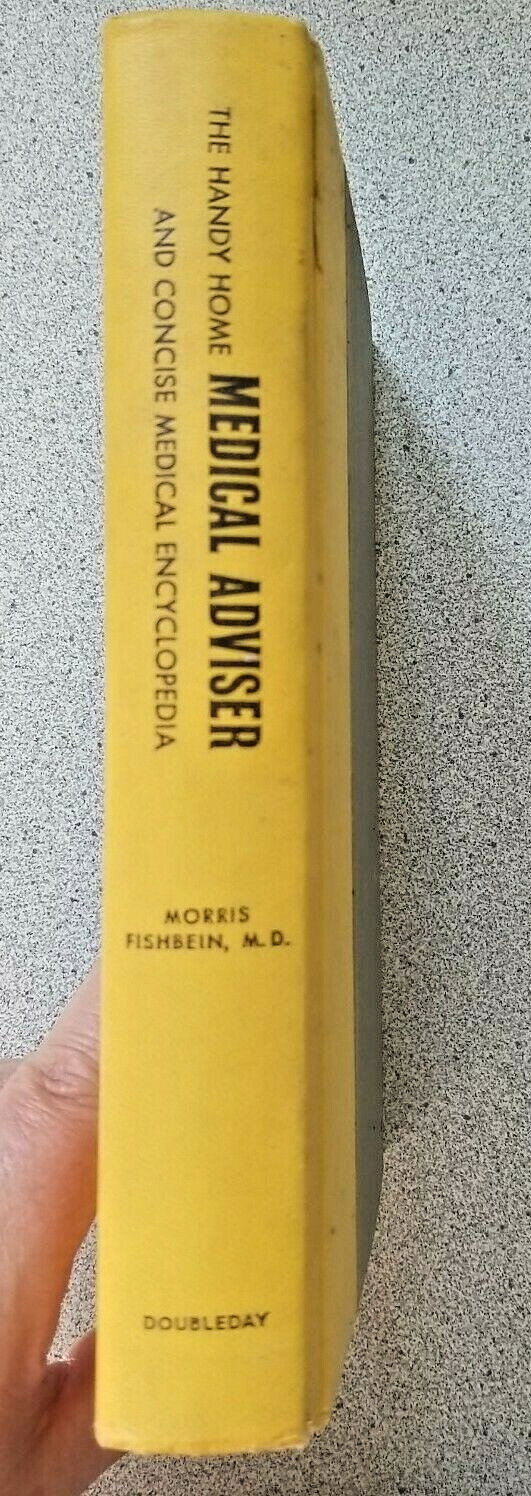 THE HANDY HOME MEDICAL ADVISER
AND CONCISE MEDICAL ENCYCLOPEDIA
MORRIS
FISHBEIN, M.D.
DOUBLEDAY